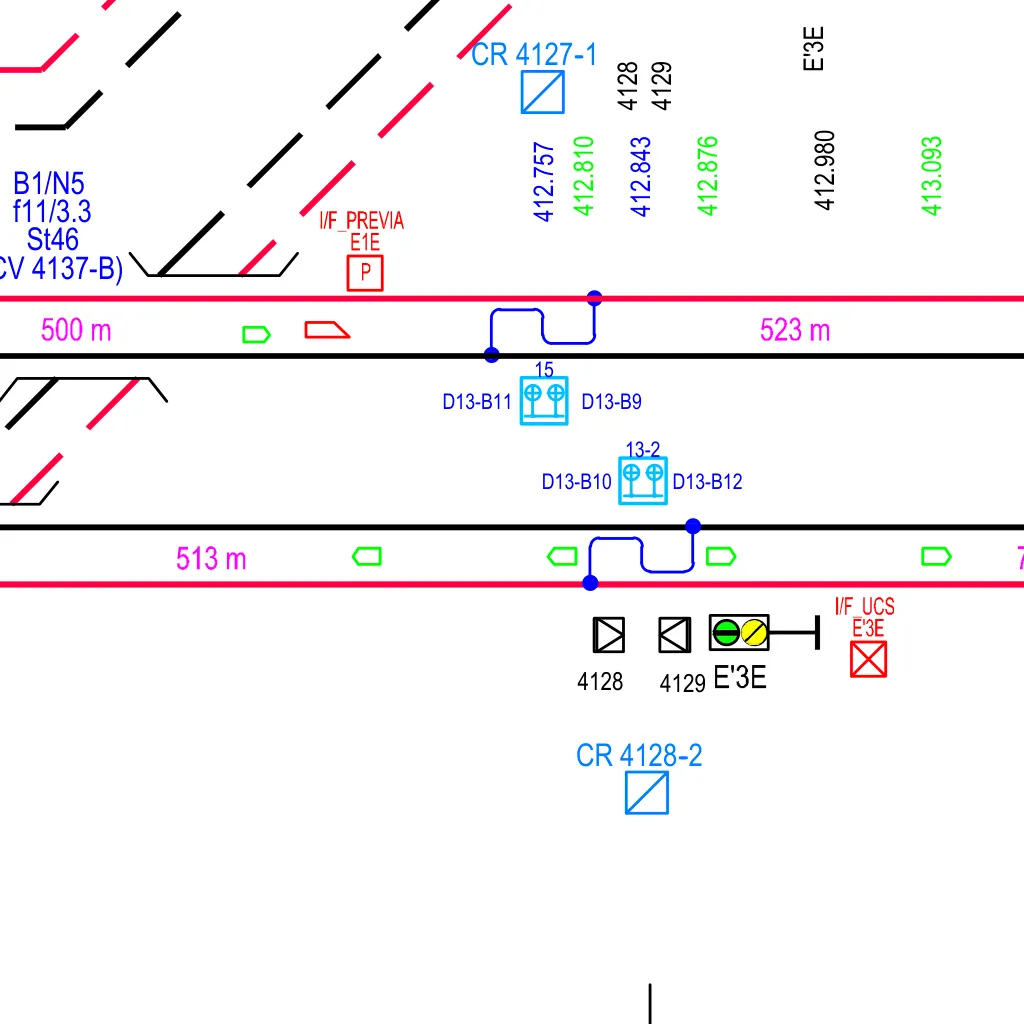 CR 4127-1
E'3E
4128
4129
412.757
412.810
412.843
412.876
412.980
413.093
B1/N5
f11/3.3
St46
CV 4137-B)
I/F_PREVIA
E1E
P
500 m
523 m
15
D13-B11
D13-B9
13-2
D13-B10
D13-B12
513 m
7
I/F_UCS
E'3E
4128
4129
E'3E
CR 4128-2